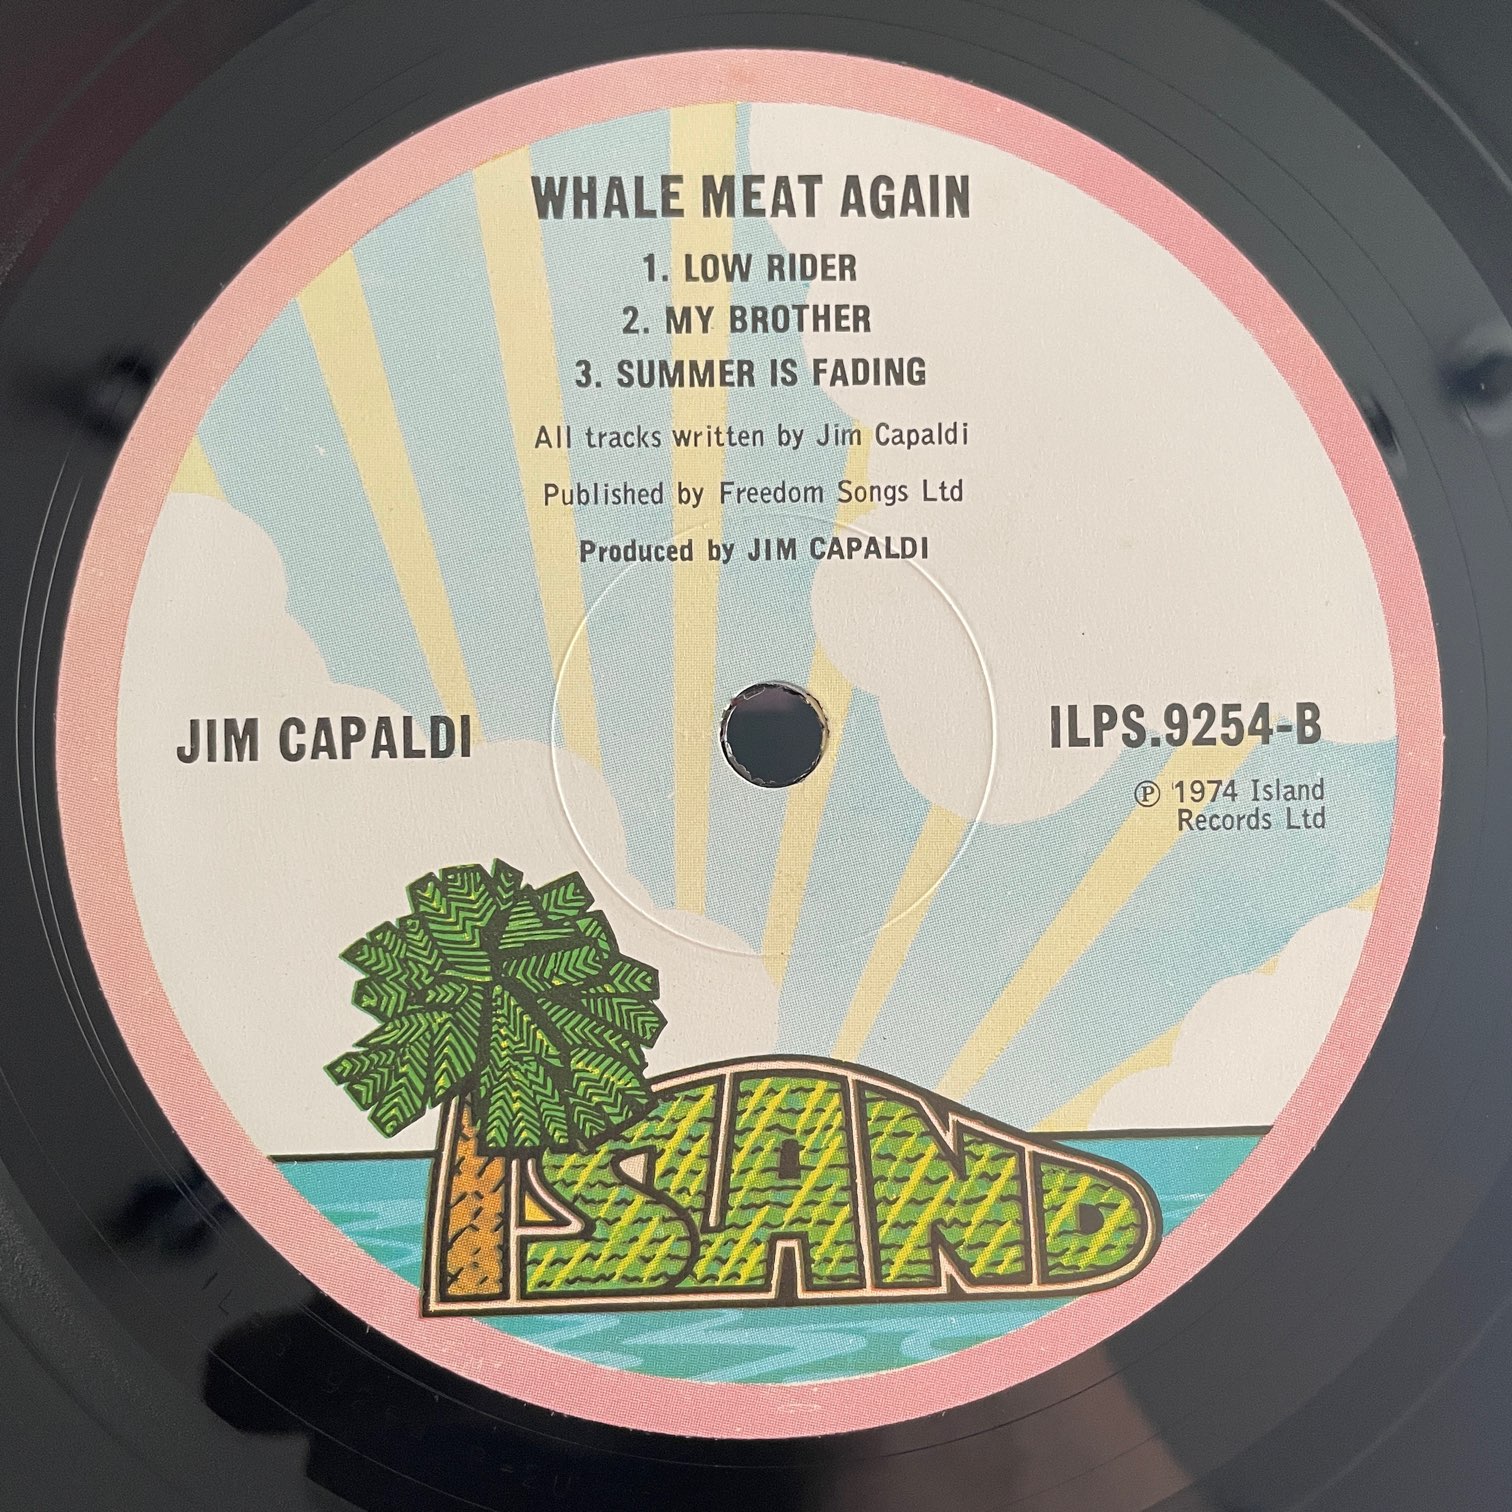 WHALE MEAT AGAIN
1. LOW RIDER
2. MY BROTHER
3. SUMMER IS FADING
All tracks written by Jim Capaldi
Published by Freedom Songs Ltd
Produced by JIM CAPALDI
JIM CAPALDI
ILPS.9254-B
℗ 1974 Island
Records Ltd
ISLAND